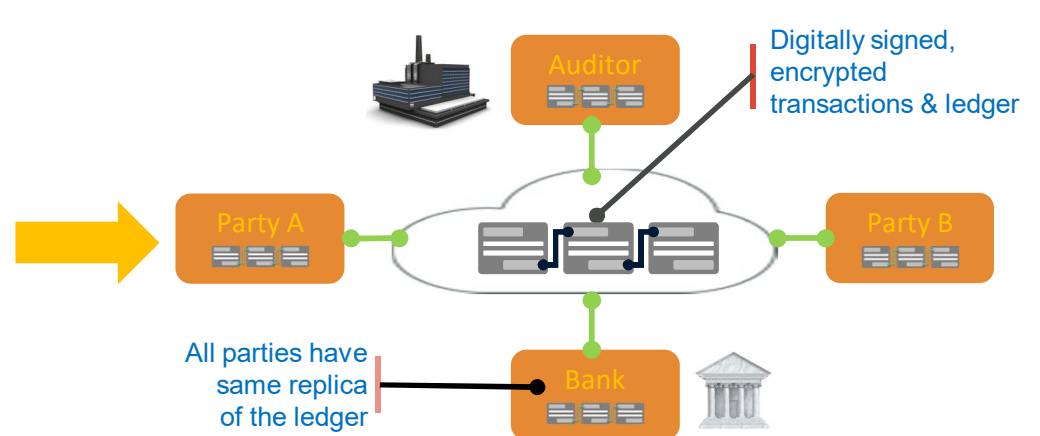 Auditor
Digitally signed,
encrypted
transactions & ledger
Party A
Party B
All parties have
same replica
of the ledger
Bank